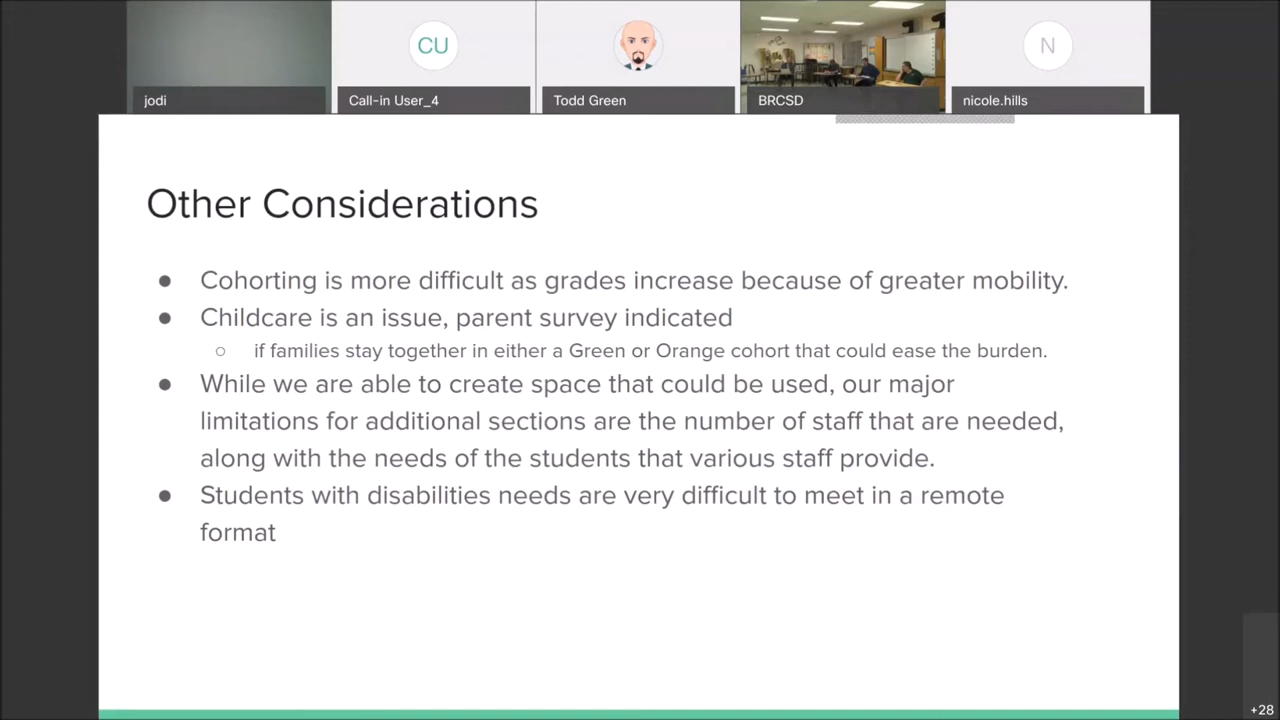 jodi
CU
Call-in User_4
Todd Green
BRCSD
N
nicole.hills
Other Considerations
● Cohorting is more difficult as grades increase because of greater mobility.
● Childcare is an issue, parent survey indicated
○ if families stay together in either a Green or Orange cohort that could ease the burden.
● While we are able to create space that could be used, our major
limitations for additional sections are the number of staff that are needed,
along with the needs of the students that various staff provide.
● Students with disabilities needs are very difficult to meet in a remote
format
+28